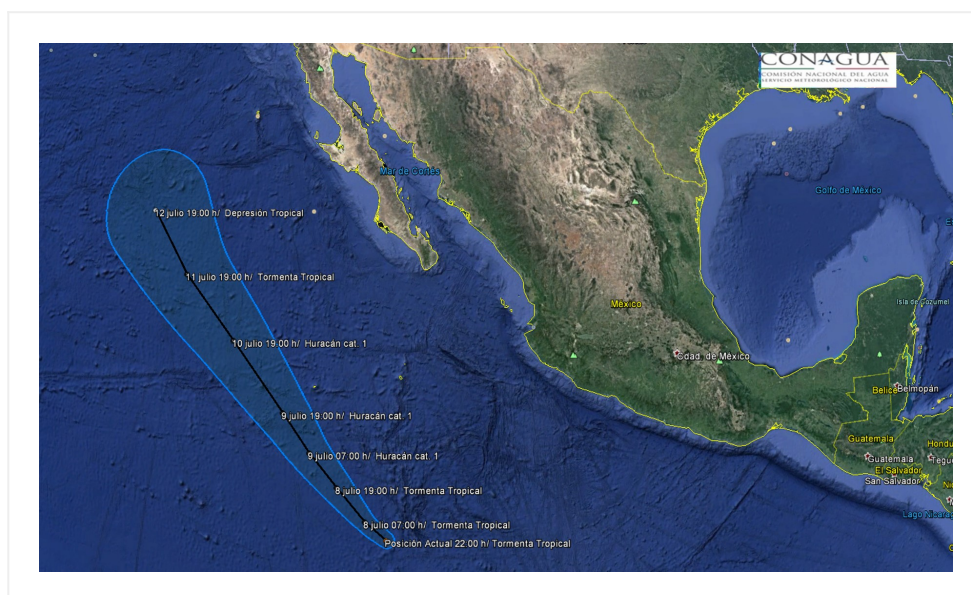 CONAGUA
COMISIÓN NACIONAL DEL AGUA
SERVICIO METEOROLÓGICO NACIONAL
Mar de Cortés
Golfo de México
12 julio 19.00 h/ Depresión Tropical
11 julio 19.00 h/ Tormenta Tropical
Isla de Cozumel
México
10 julio 19.00 h/ Huracán cat. 1
Cdad. de México
Belice
Belmopán
9 julio 19.00 h/ Huracán cat. 1
Guatemala
Hondu
9 julio 07.00 h/ Huracán cat. 1
Guatemala
Tegu
El Salvador
San Salvador
Ni
8 julio 19.00 h/ Tormenta Tropical
Lago Nicarag
8 julio 07:00 h/ Tormenta Tropical
Posición Actual 22.00 h/ Tormenta Tropical